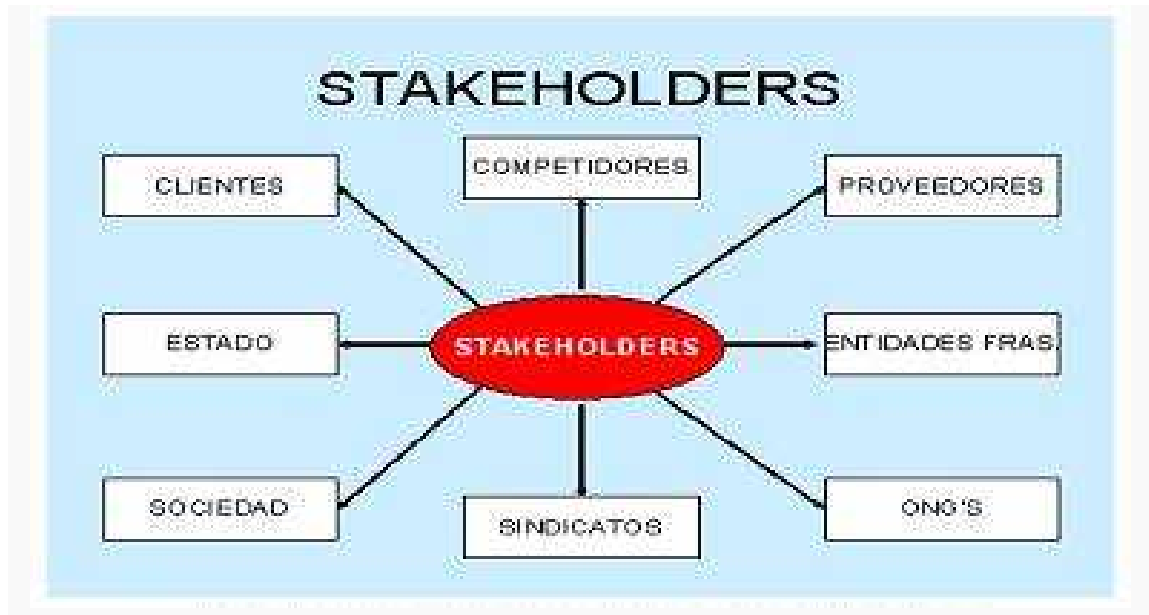 STAKEHOLDERS
CLIENTES
COMPETIDORES
PROVEEDORES
ESTADO
STAKEHOLDERS
ENTIDADES FRAS.
SOCIEDAD
SINDICATOS
ONG'S